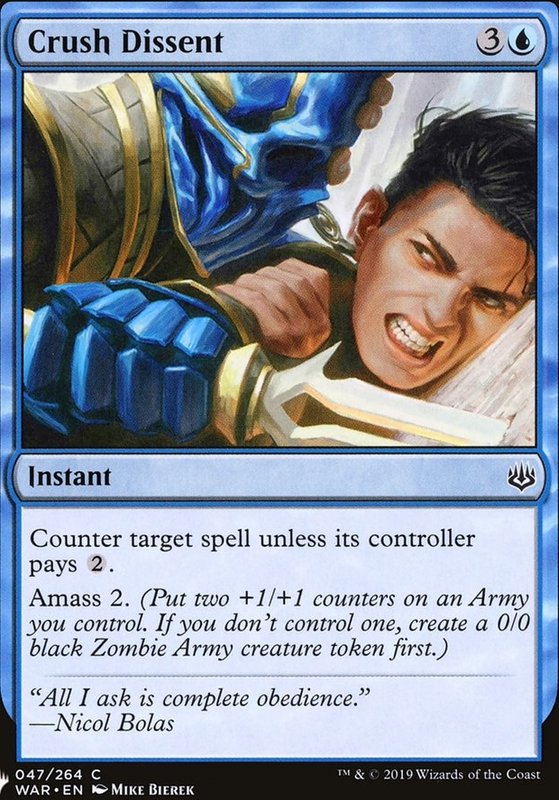 Crush Dissent 3
Instant
Counter target spell unless its controller
pays 2.
Amass 2. (Put two +1/+1 counters on an Army
you control. If you don't control one, create a 0/0
black Zombie Army creature token first.)
"All I ask is complete obedience."
—Nicol Bolas
047/264 C
WAR • EN Mike Bierek ™ & © 2019 Wizards of the Coast